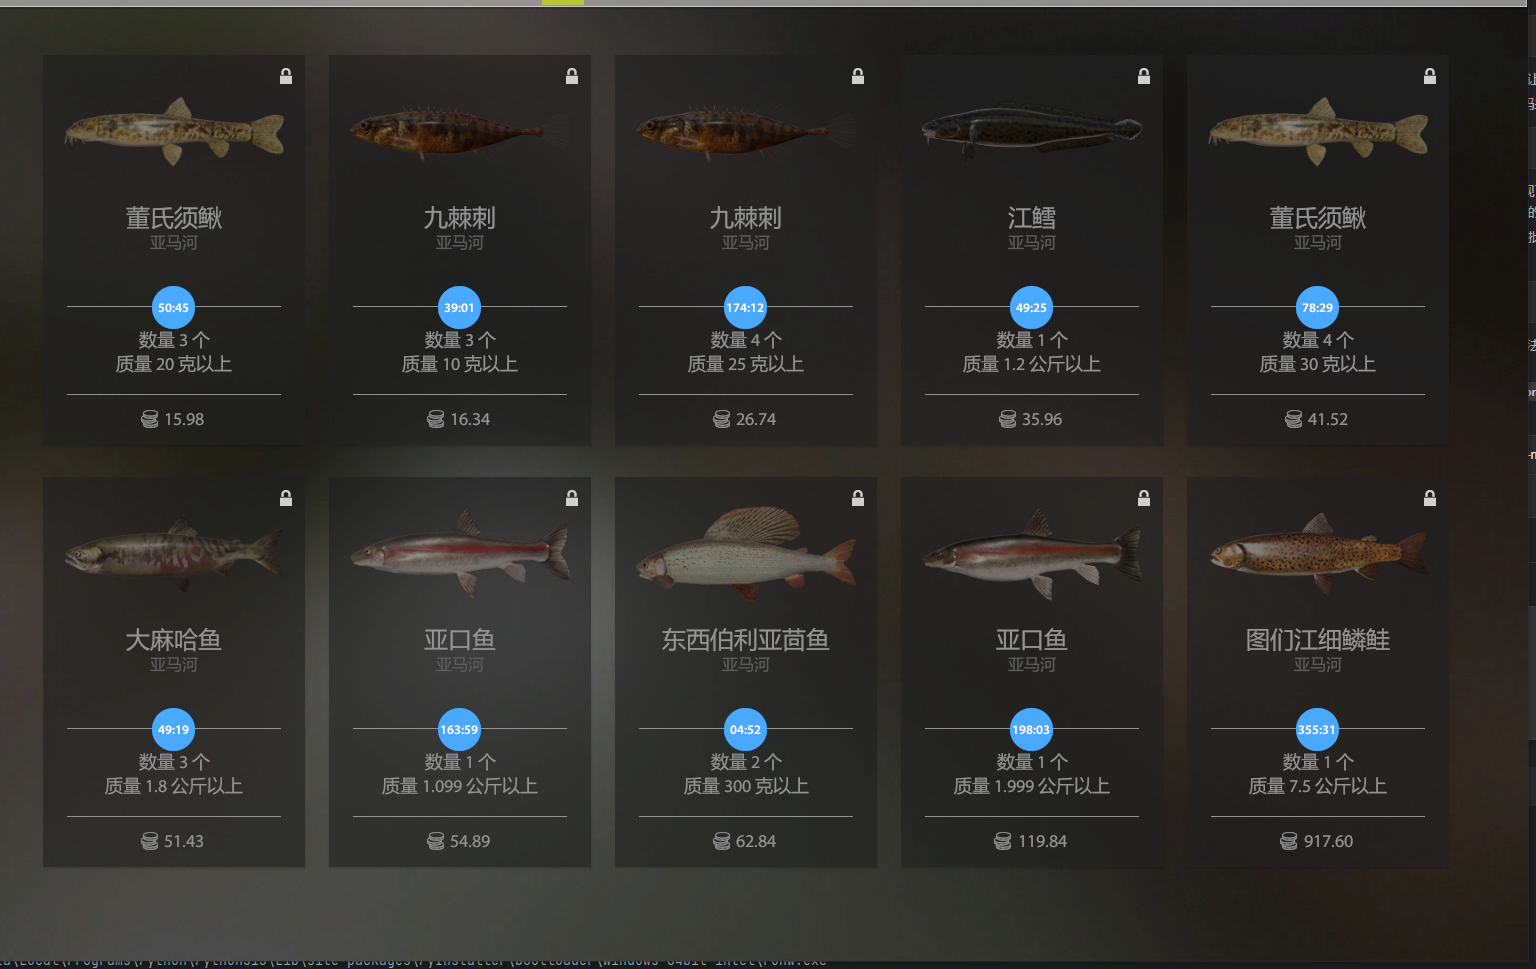 董氏须鳅
亚马河
50:45
数量 3 个
质量 20 克以上
15.98
九棘刺
亚马河
39:01
数量 3 个
质量 10 克以上
16.34
九棘刺
亚马河
174:12
数量 4 个
质量 25 克以上
26.74
江鳕
亚马河
49:25
数量 1 个
质量 1.2 公斤以上
35.96
董氏须鳅
亚马河
78:29
数量 4 个
质量 30 克以上
41.52
大麻哈鱼
亚马河
49:19
数量 3 个
质量 1.8 公斤以上
51.43
亚口鱼
亚马河
163:59
数量 1 个
质量 1.099 公斤以上
54.89
东西伯利亚茴鱼
亚马河
04:52
数量 2 个
质量 300 克以上
62.84
亚口鱼
亚马河
198:03
数量 1 个
质量 1.999 公斤以上
119.84
图们江细鳞鲑
亚马河
355:31
数量 1 个
质量 7.5 公斤以上
917.60